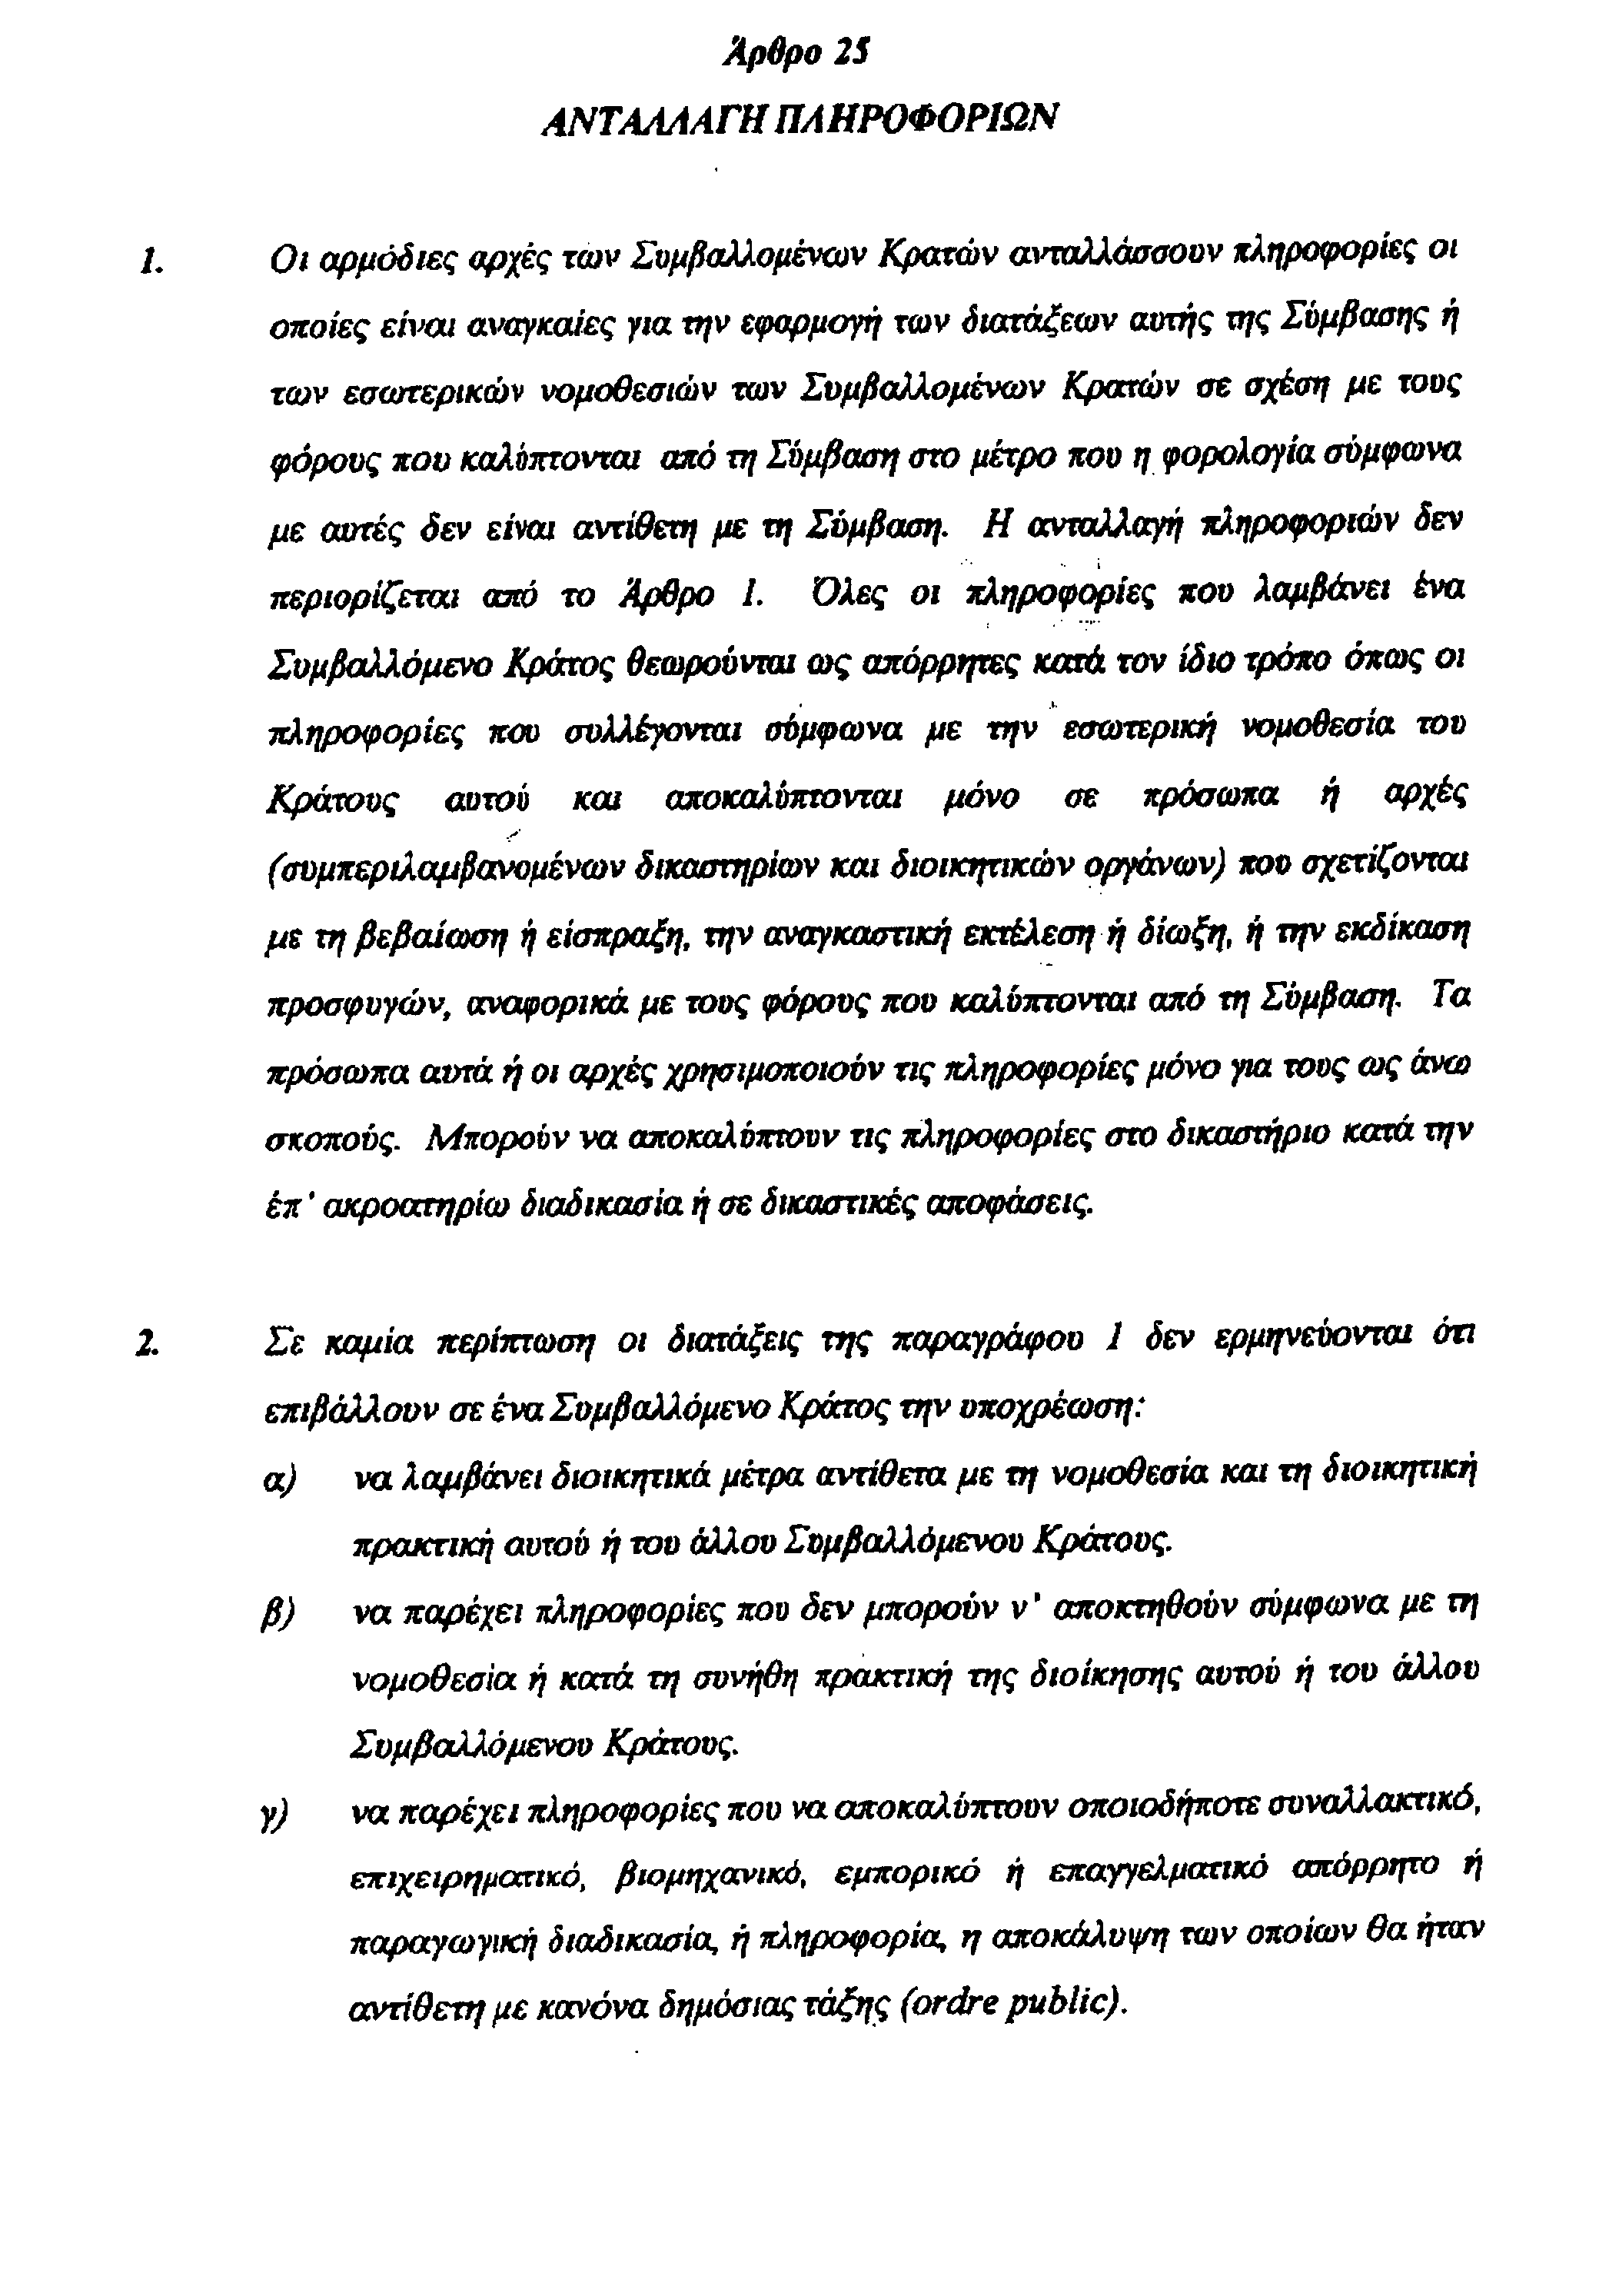 Άρθρο 25
ΑΝΤΑΛΛΑΓΗ ΠΛΗΡΟΦΟΡΙΩΝ
1. Οι αρμόδιες αρχές των Συμβαλλομένων Κρατών ανταλλάσσουν πληροφορίες οι
οποίες είναι αναγκαίες για την εφαρμογή των διατάξεων αυτής της Σύμβασης ή
των εσωτερικών νομοθεσιών των Συμβαλλομένων Κρατών σε σχέση με τους
φόρους που καλύπτονται από τη Σύμβαση στο μέτρο που η φορολογία σύμφωνα
με αυτές δεν είναι αντίθετη με τη Σύμβαση. Η ανταλλαγή πληροφοριών δεν
περιορίζεται από το Άρθρο 1. Όλες οι πληροφορίες που λαμβάνει ένα
Συμβαλλόμενο Κράτος θεωρούνται ως απόρρητες κατά τον ίδιο τρόπο όπως οι
πληροφορίες που συλλέγονται σύμφωνα με την εσωτερική νομοθεσία του
Κράτους αυτού και αποκαλύπτονται μόνο σε πρόσωπα ή αρχές
(συμπεριλαμβανομένων δικαστηρίων και διοικητικών οργάνων) που σχετίζονται
με τη βεβαίωση ή είσπραξη, την αναγκαστική εκτέλεση ή δίωξη, ή την εκδίκαση
προσφυγών, αναφορικά με τους φόρους που καλύπτονται από τη Σύμβαση. Τα
πρόσωπα αυτά ή οι αρχές χρησιμοποιούν τις πληροφορίες μόνο για τους ως άνω
σκοπούς. Μπορούν να αποκαλύπτουν τις πληροφορίες στο δικαστήριο κατά την
έπ' ακροατηρίω διαδικασία ή σε δικαστικές αποφάσεις.
2. Σε καμία περίπτωση οι διατάξεις της παραγράφου 1 δεν ερμηνεύονται ότι
επιβάλλουν σε ένα Συμβαλλόμενο Κράτος την υποχρέωση:
α) να λαμβάνει διοικητικά μέτρα αντίθετα με τη νομοθεσία και τη διοικητική
πρακτική αυτού ή του άλλου Συμβαλλόμενου Κράτους.
β) να παρέχει πληροφορίες που δεν μπορούν ν' αποκτηθούν σύμφωνα με τη
νομοθεσία ή κατά τη συνήθη πρακτική της διοίκησης αυτού ή του άλλου
Συμβαλλόμενου Κράτους.
γ) να παρέχει πληροφορίες που να αποκαλύπτουν οποιοδήποτε συναλλακτικό,
επιχειρηματικό, βιομηχανικό, εμπορικό ή επαγγελματικό απόρρητο ή
παραγωγική διαδικασία, ή πληροφορία, η αποκάλυψη των οποίων θα ήταν
αντίθετη με κανόνα δημόσιας τάξης (ordre public).